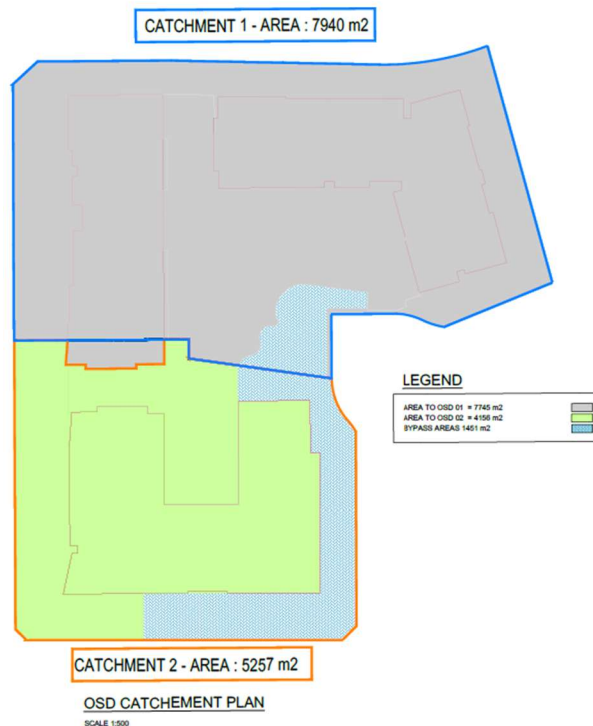 CATCHMENT 1 - AREA : 7940 m2
LEGEND
AREA TO OSD 01 = 7745 m2
AREA TO OSD 02 = 4156 m2
BYPASS AREAS 1451 m2
CATCHMENT 2 - AREA : 5257 m2
OSD CATCHEMENT PLAN
SCALE 1:500